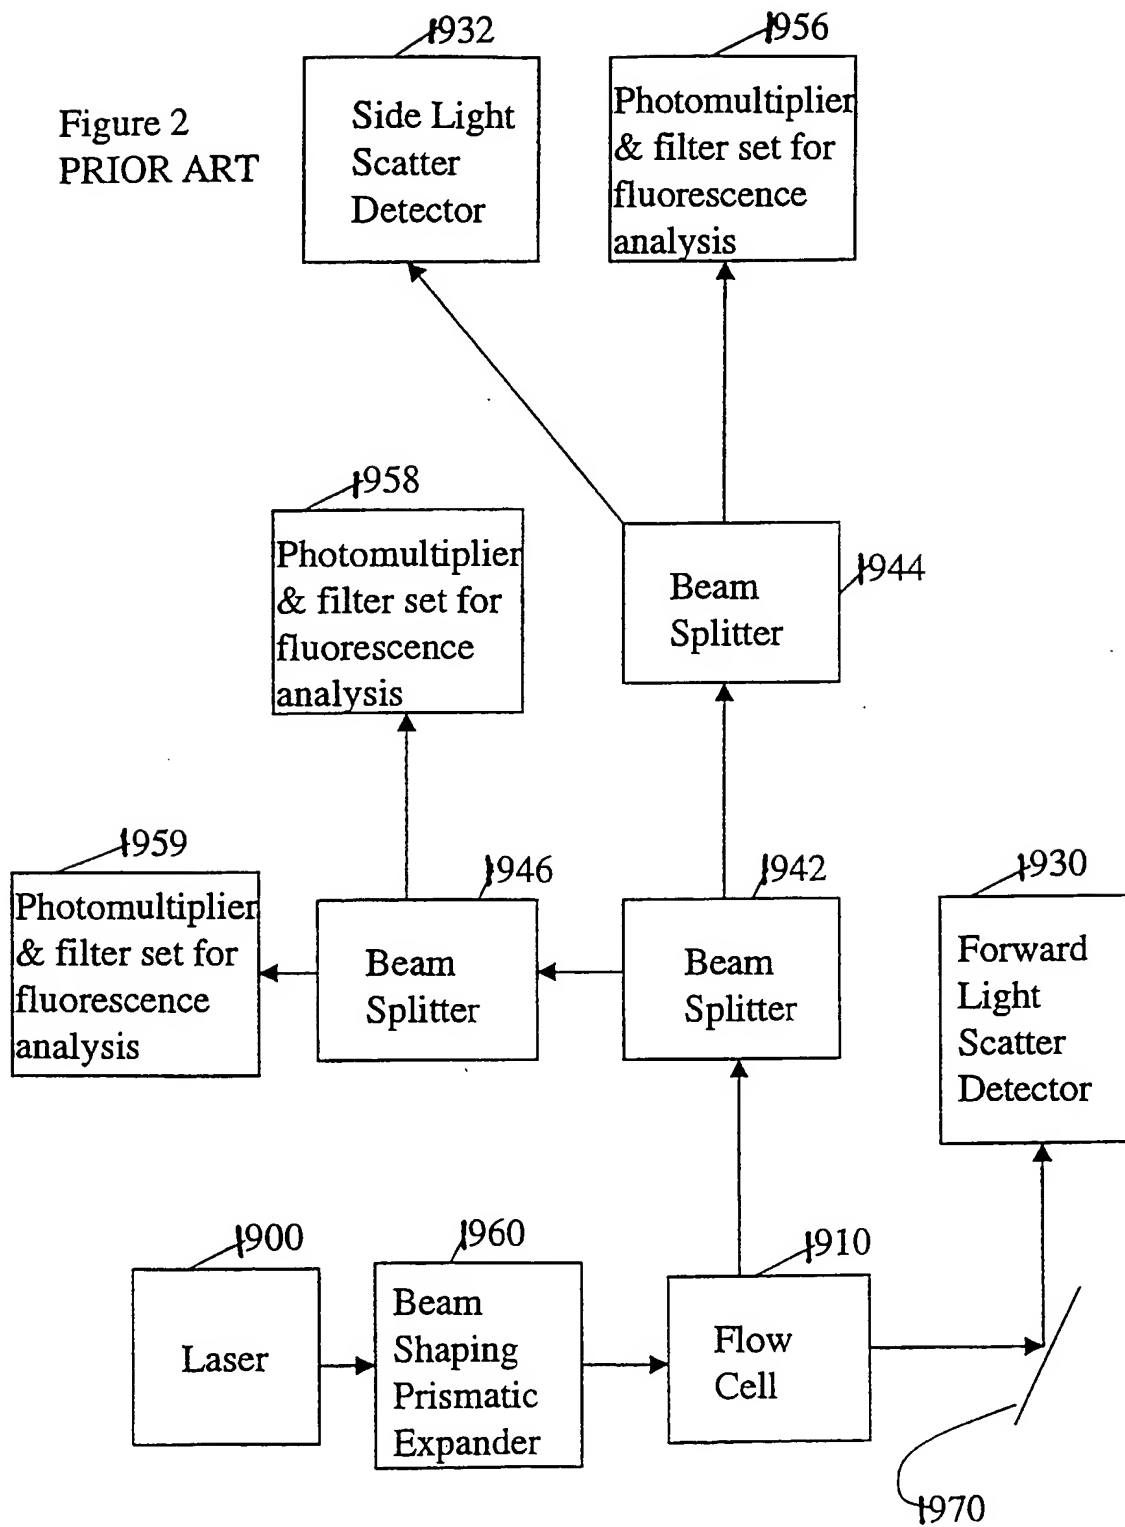 1932
1956
Figure 2
PRIOR ART
Side Light
Scatter
Detector
Photomultiplier
& filter set for
fluorescence
analysis
1958
Photomultiplier
& filter set for
fluorescence
analysis
1944
Beam
Splitter
1959
Photomultiplier
& filter set for
fluorescence
analysis
1946
Beam
Splitter
1942
Beam
Splitter
1930
Forward
Light
Scatter
Detector
1900
Laser
1960
Beam
Shaping
Prismatic
Expander
1910
Flow
Cell
1970